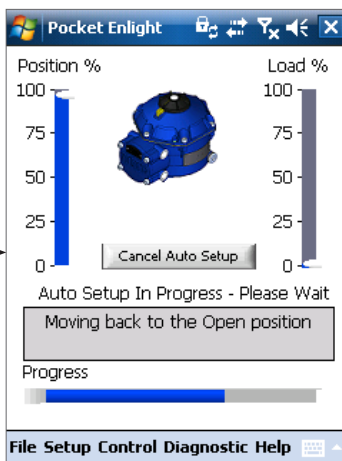 Pocket Enlight
Position %
Load %
100
100
75
75
50
50
25
25
0
0
Cancel Auto Setup
Auto Setup In Progress - Please Wait
Moving back to the Open position
Progress
File Setup Control Diagnostic Help